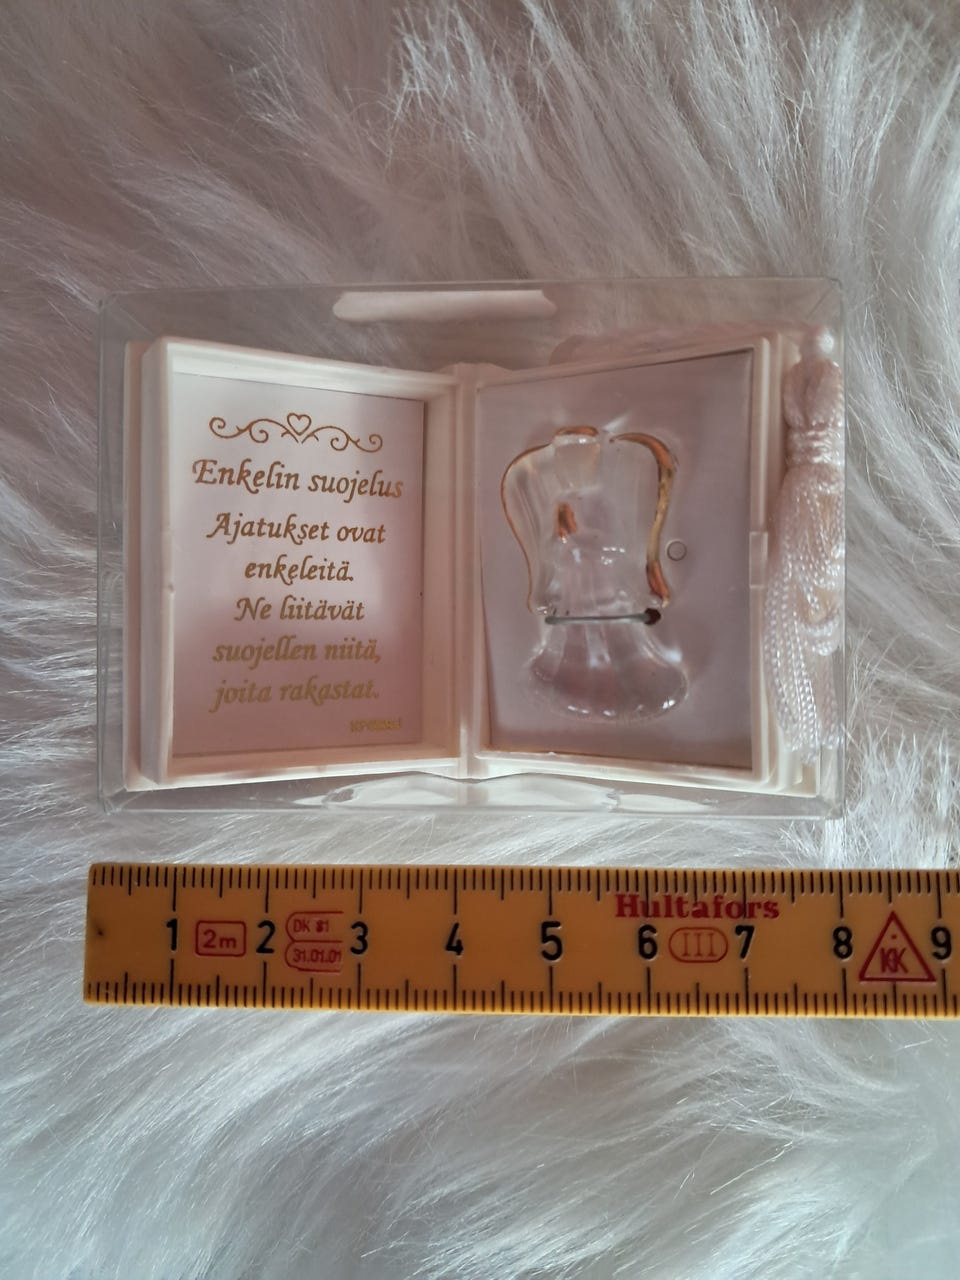 Enkelin suojelus
Ajatukset ovat
enkeleitä.
Ne liitävät
suojellen niitä,
joita rakastat.
Hultafors
1 2m 2 DK 81 3 4 5 6 III 7 8 KK 9
31.01.01